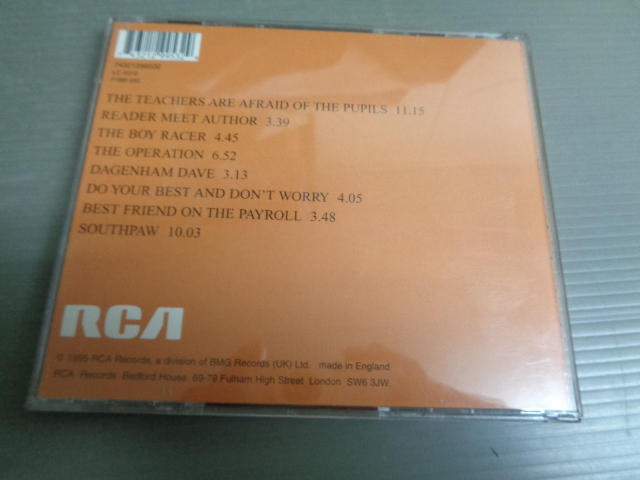 74321299532
THE TEACHERS ARE AFRAID OF THE PUPILS 11.15
READER MEET AUTHOR 3.39
THE BOY RACER 4.45
THE OPERATION 6.52
DAGENHAM DAVE 3.13
DO YOUR BEST AND DON'T WORRY 4.05
BEST FRIEND ON THE PAYROLL 3.48
SOUTHPAW 10.03
RCA
© 1995 RCA Records, a division of BMG Records (UK) Ltd. made in England
RCA Records Bedford House 69-79 Fulham High Street London SW6 3JW.